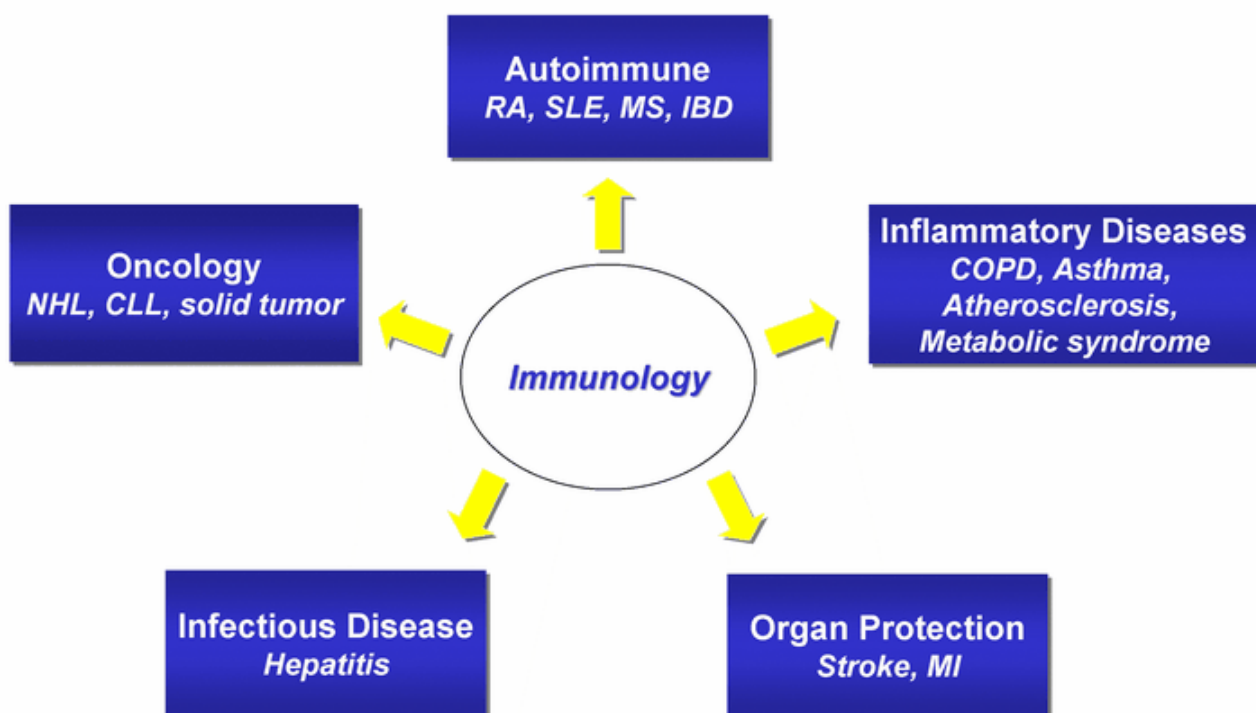 Autoimmune
RA, SLE, MS, IBD
Oncology
NHL, CLL, solid tumor
Inflammatory Diseases
COPD, Asthma,
Atherosclerosis,
Metabolic syndrome
Immunology
Infectious Disease
Hepatitis
Organ Protection
Stroke, MI